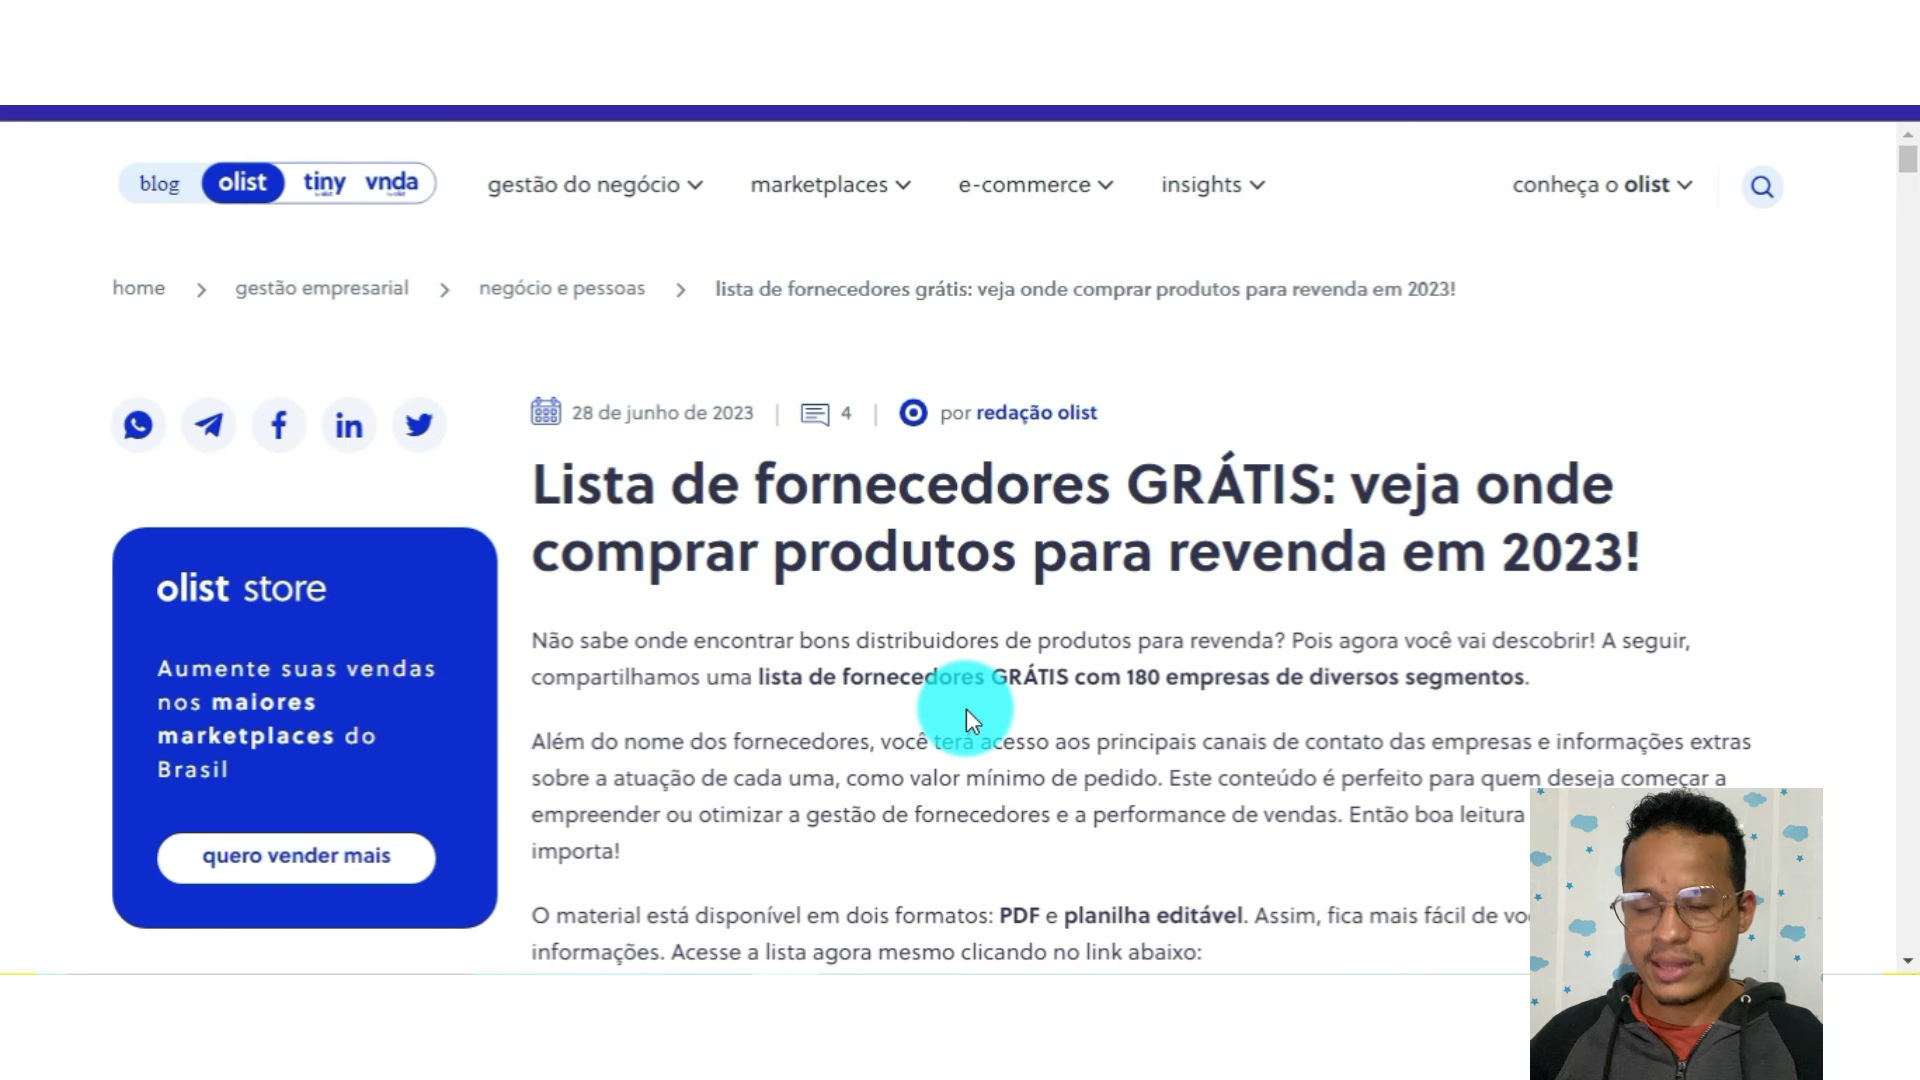 blog olist tiny vnda gestão do negócio marketplaces e-commerce insights conheça o olist
home > gestão empresarial > negócio e pessoas > lista de fornecedores grátis: veja onde comprar produtos para revenda em 2023!
28 de junho de 2023 | 4 | por redação olist
Lista de fornecedores GRÁTIS: veja onde
comprar produtos para revenda em 2023!
olist store
Aumente suas vendas
nos maiores
marketplaces do
Brasil
quero vender mais
Não sabe onde encontrar bons distribuidores de produtos para revenda? Pois agora você vai descobrir! A seguir,
compartilhamos uma lista de fornecedores GRÁTIS com 180 empresas de diversos segmentos.
Além do nome dos fornecedores, você terá acesso aos principais canais de contato das empresas e informações extras
sobre a atuação de cada uma, como valor mínimo de pedido. Este conteúdo é perfeito para quem deseja começar a
empreender ou otimizar a gestão de fornecedores e a performance de vendas. Então boa leitura
importa!
O material está disponível em dois formatos: PDF e planilha editável. Assim, fica mais fácil de
informações. Acesse a lista agora mesmo clicando no link abaixo: